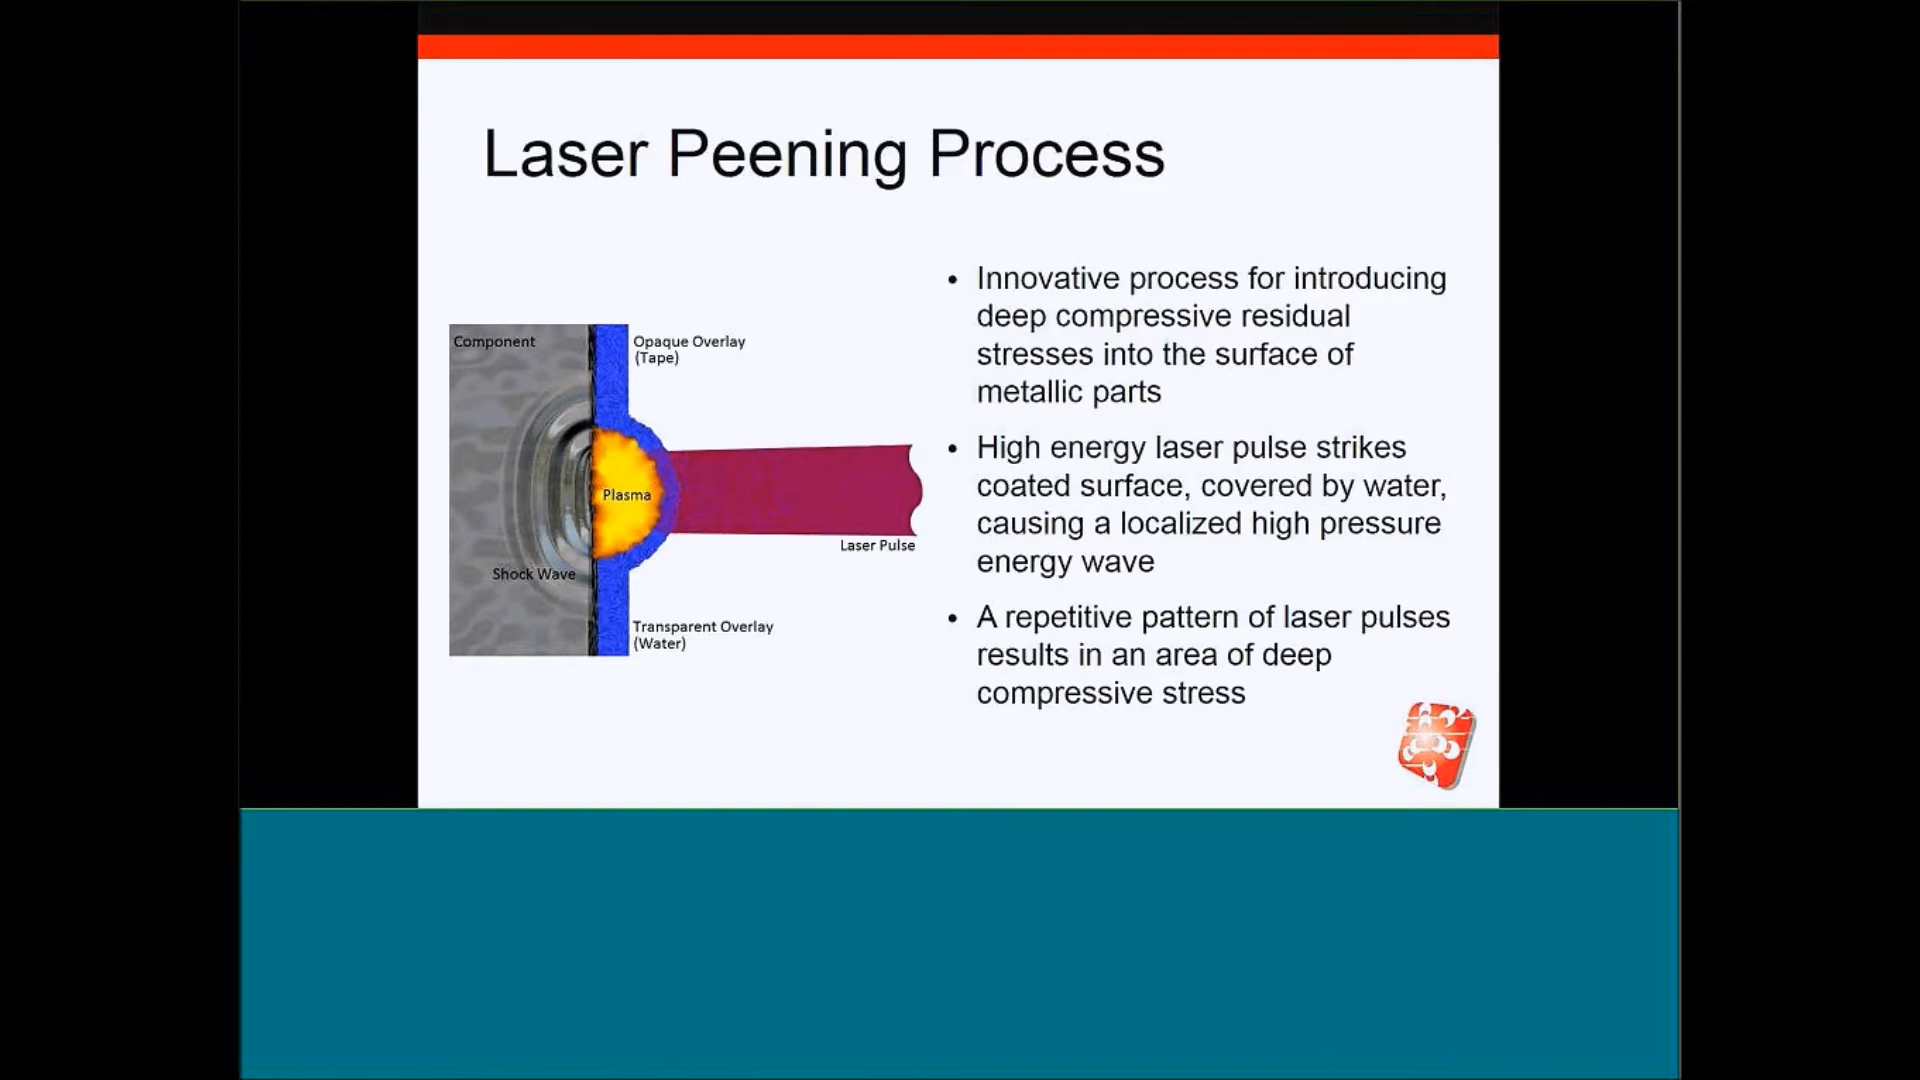 Laser Peening Process
Component
Opaque Overlay
(Tape)
Plasma
Laser Pulse
Shock Wave
Transparent Overlay
(Water)
• Innovative process for introducing
deep compressive residual
stresses into the surface of
metallic parts
• High energy laser pulse strikes
coated surface, covered by water,
causing a localized high pressure
energy wave
• A repetitive pattern of laser pulses
results in an area of deep
compressive stress